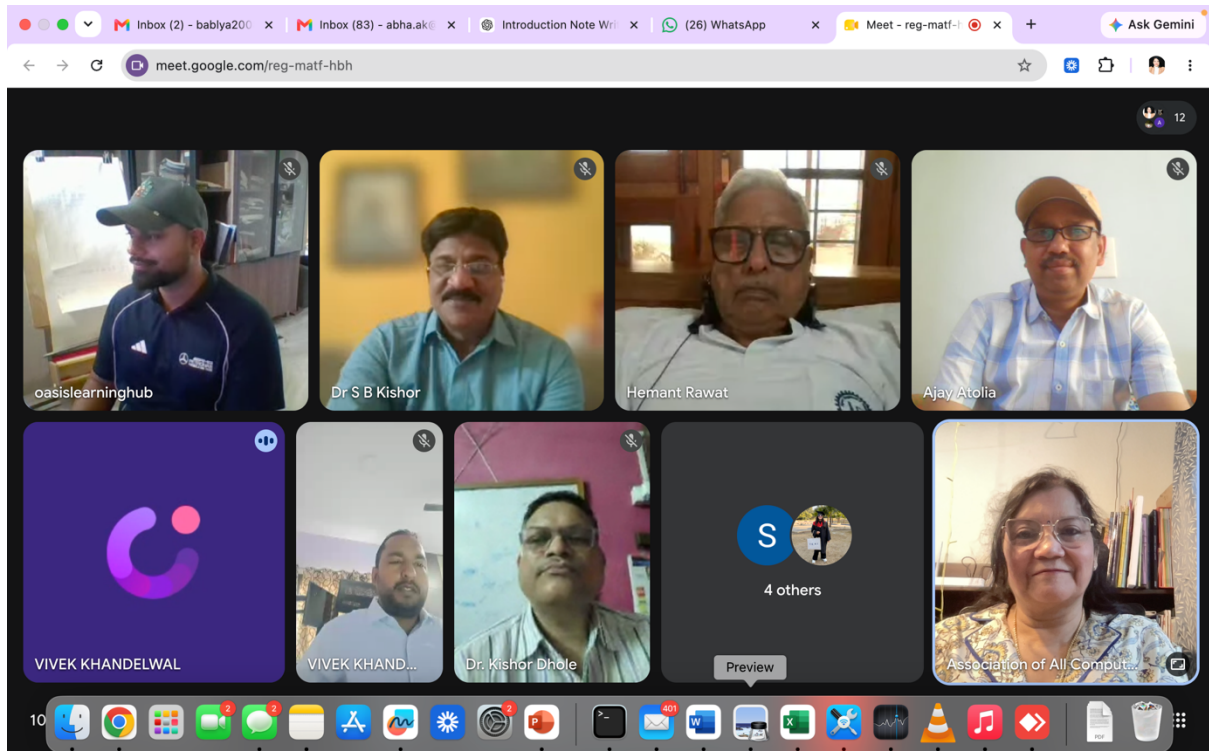 Inbox (2) - bablya200
Inbox (83) - abha.ak@
Introduction Note Wri
(26) WhatsApp
Meet - reg-matf-h
Ask Gemini
meet.google.com/reg-matf-hbh
12
oasislearninghub
Dr S B Kishor
Hemant Rawat
Ajay Atolia
VIVEK KHANDELWAL
VIVEK KHAND...
Dr. Kishor Dhole
S
4 others
Association of All Comput...
Preview
10
2
2
2
P
401
W
X
PDF